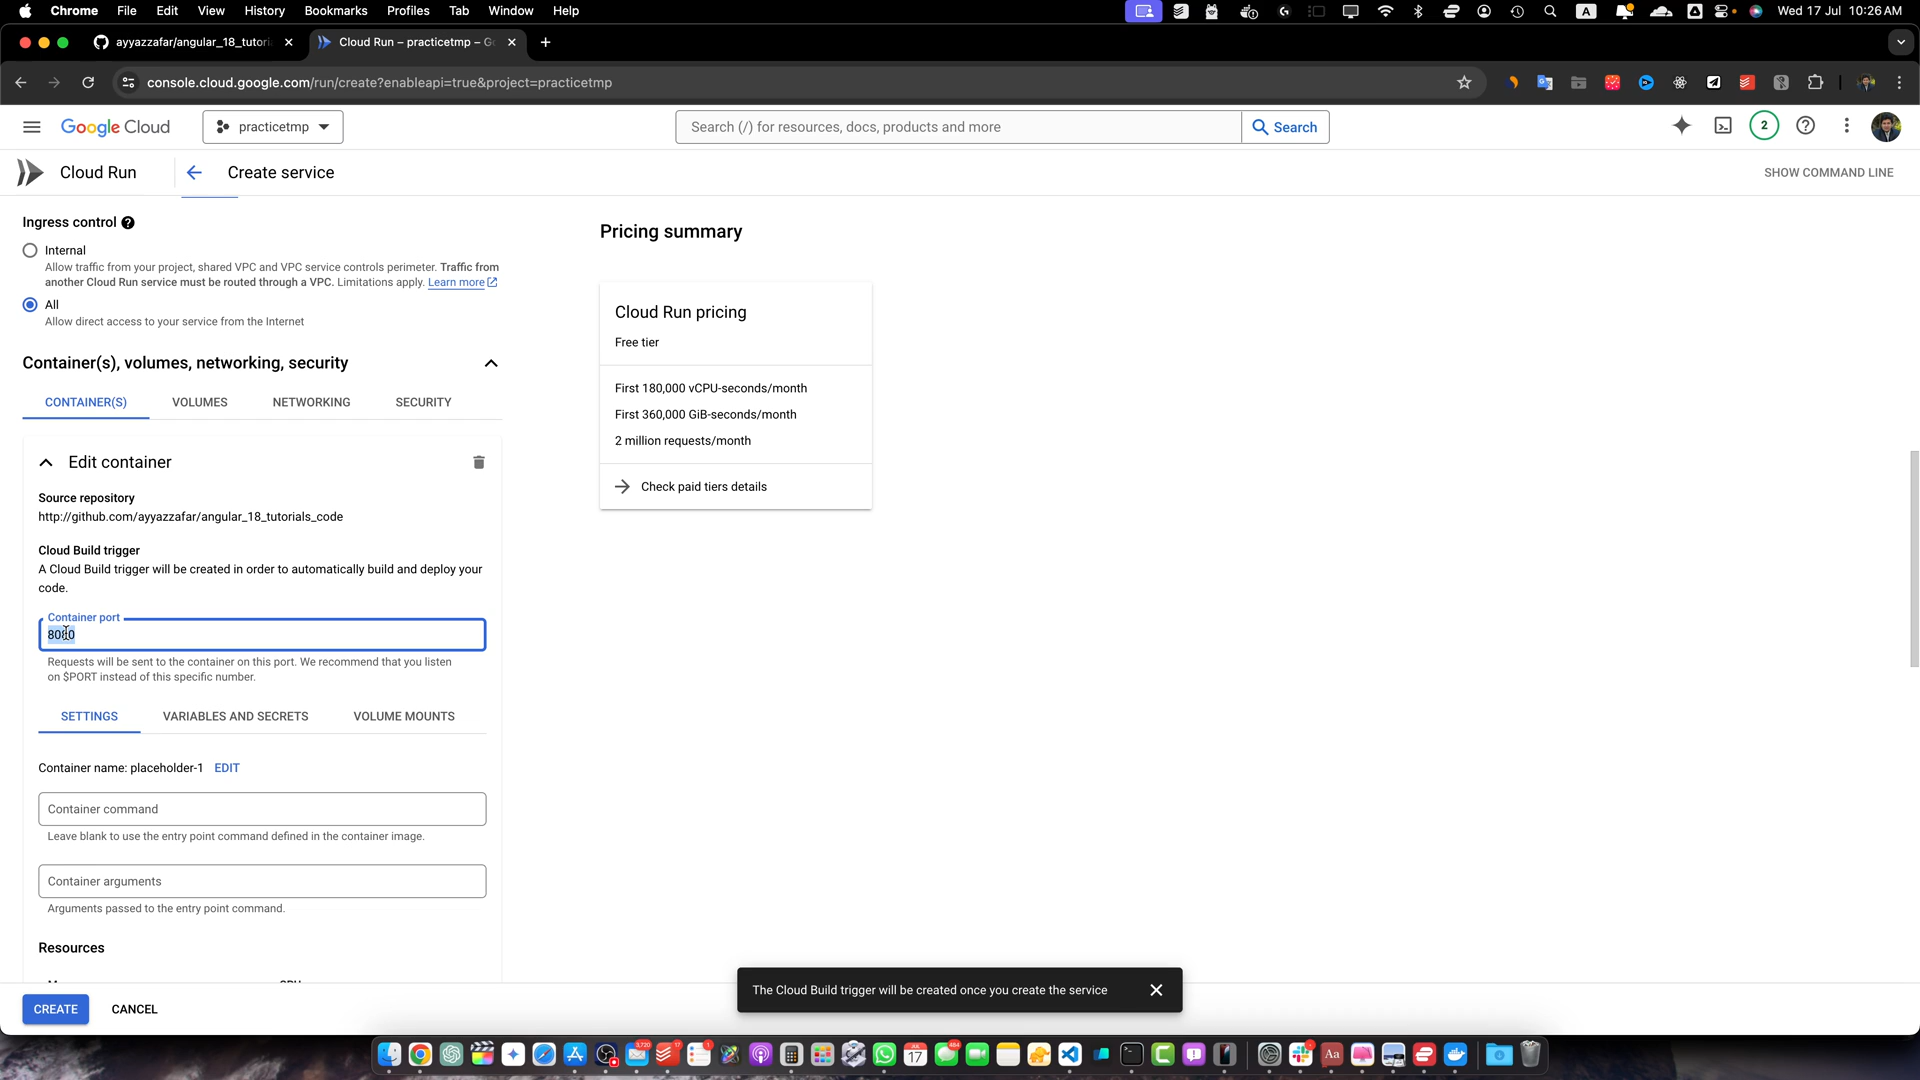 Chrome File Edit View History Bookmarks Profiles Tab Window Help
A
Wed 17 Jul 10:26 AM
ayyazzafar/angular_18_tutori
Cloud Run – practicetmp – Go
console.cloud.google.com/run/create?enableapi=true&project=practicetmp
Google Cloud
practicetmp
Search (/) for resources, docs, products and more
Search
2
Cloud Run
Create service
SHOW COMMAND LINE
Ingress control
Internal
Allow traffic from your project, shared VPC and VPC service controls perimeter. Traffic from
another Cloud Run service must be routed through a VPC. Limitations apply. Learn more
All
Allow direct access to your service from the Internet
Container(s), volumes, networking, security
CONTAINER(S) VOLUMES NETWORKING SECURITY
Edit container
Source repository
http://github.com/ayyazzafar/angular_18_tutorials_code
Cloud Build trigger
A Cloud Build trigger will be created in order to automatically build and deploy your
code.
Container port
8080
Requests will be sent to the container on this port. We recommend that you listen
on $PORT instead of this specific number.
SETTINGS VARIABLES AND SECRETS VOLUME MOUNTS
Container name: placeholder-1 EDIT
Container command
Leave blank to use the entry point command defined in the container image.
Container arguments
Arguments passed to the entry point command.
Resources
CREATE CANCEL
Pricing summary
Cloud Run pricing
Free tier
First 180,000 vCPU-seconds/month
First 360,000 GiB-seconds/month
2 million requests/month
Check paid tiers details
The Cloud Build trigger will be created once you create the service
3,720
17
1
17
484
Aa